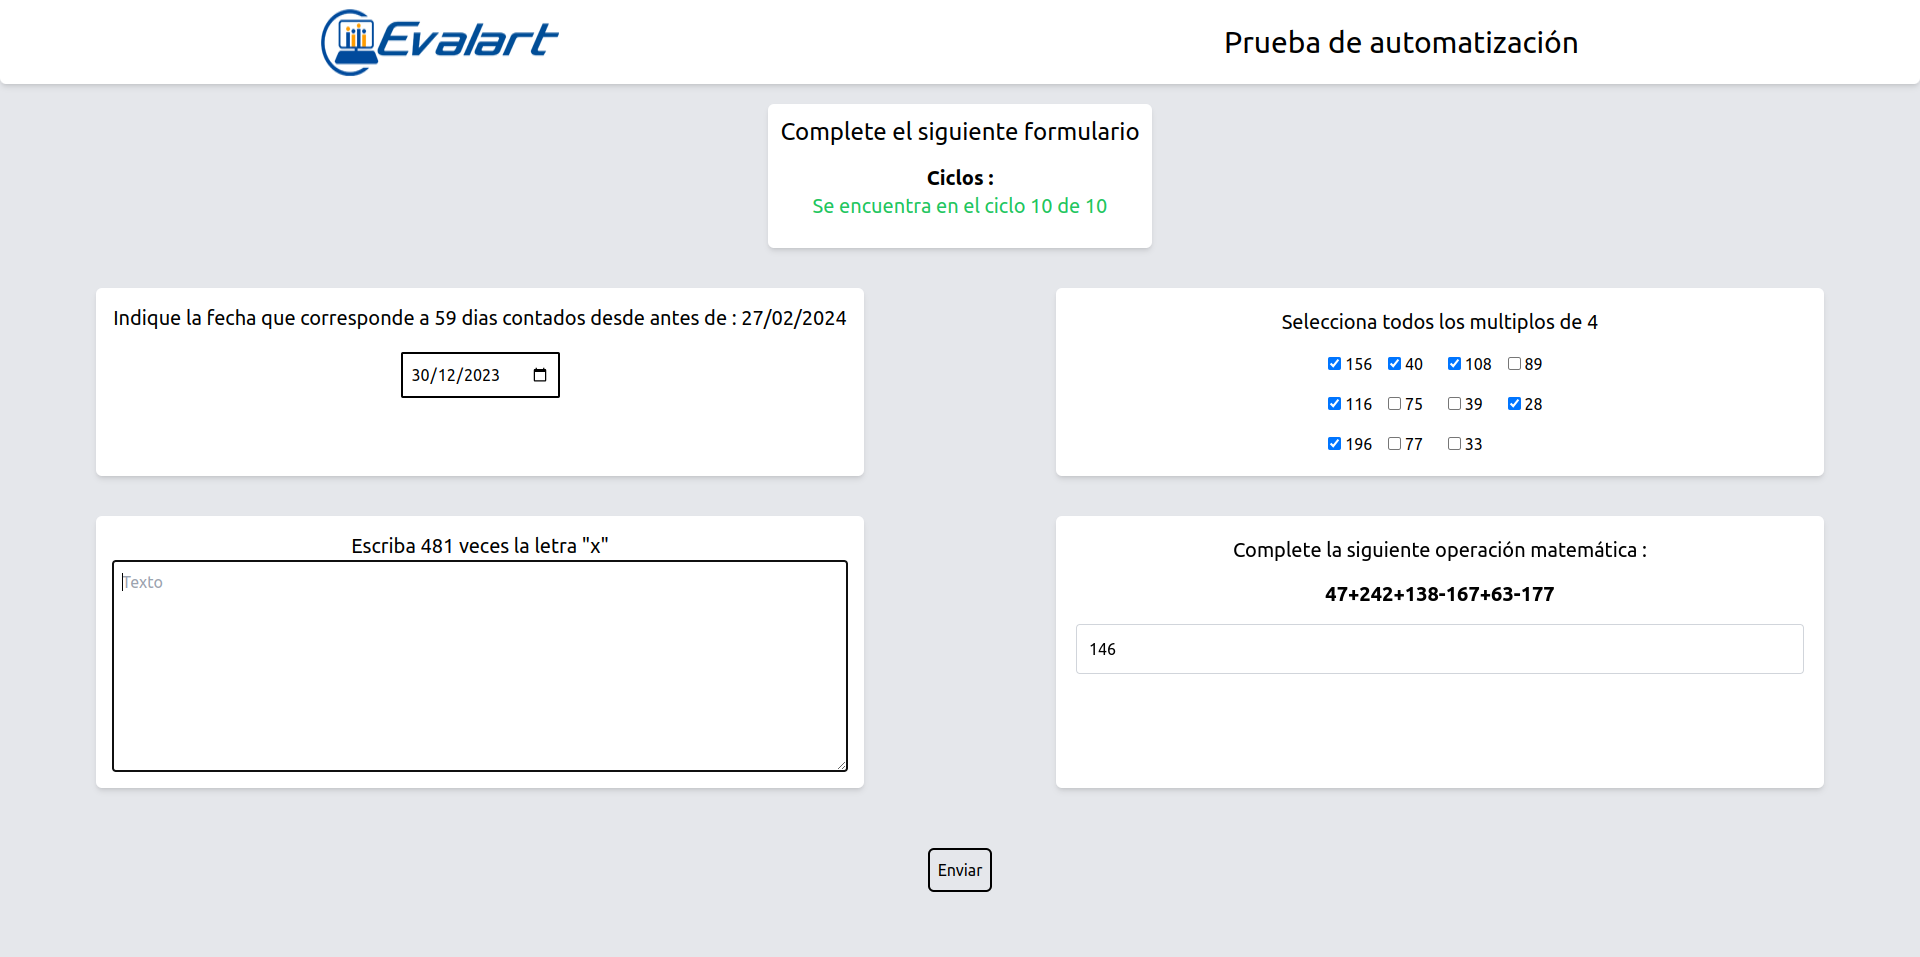 Evalart
Prueba de automatización
Complete el siguiente formulario
Ciclos :
Se encuentra en el ciclo 10 de 10
Indique la fecha que corresponde a 59 dias contados desde antes de : 27/02/2024
30/12/2023
Selecciona todos los multiplos de 4
156 40 108 89
116 75 39 28
196 77 33
Escriba 481 veces la letra "x"
Texto
Complete la siguiente operación matemática :
47+242+138-167+63-177
146
Enviar